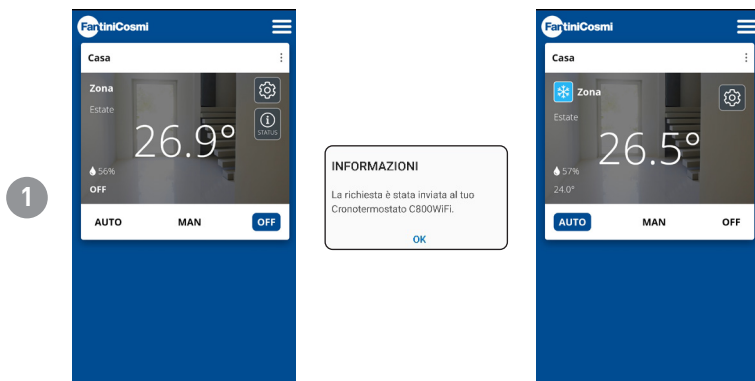 1
FantiniCosmi
Casa
Zona
Estate
26.9°
STATUS
56%
OFF
AUTO MAN OFF
INFORMAZIONI
La richiesta è stata inviata al tuo
Cronotermostato C800WiFi.
OK
FantiniCosmi
Casa
Zona
Estate
26.5°
57%
24.0°
AUTO MAN OFF